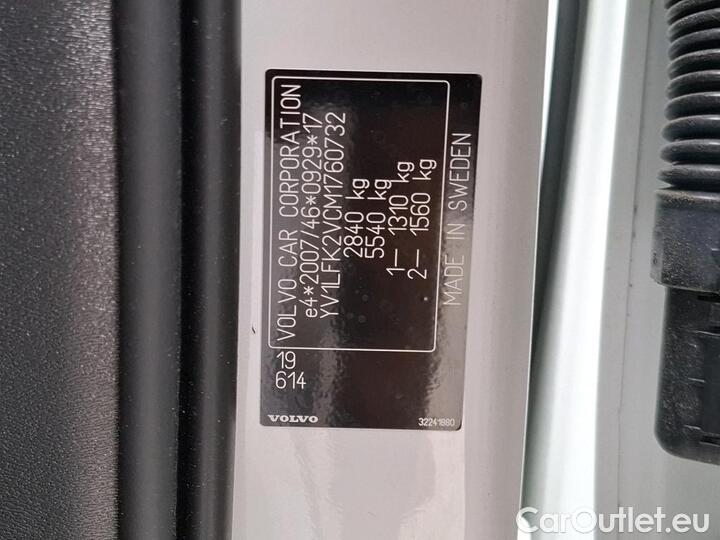 VOLVO CAR CORPORATION
e4*2007/46*0929*17
YV1LFK2VCM1760732
2840 kg
5540 kg
1– 1310 kg
2– 1560 kg
MADE IN SWEDEN
19
614
VOLVO
32241880
CarOutlet.eu